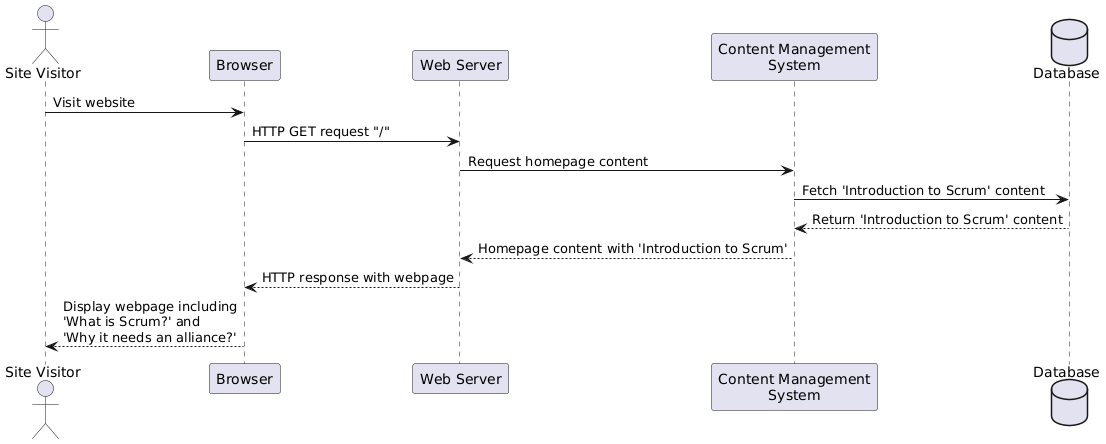 Site Visitor
Browser
Web Server
Content Management
System
Database
Visit website
HTTP GET request "/"
Request homepage content
Fetch 'Introduction to Scrum' content
Return 'Introduction to Scrum' content
Homepage content with 'Introduction to Scrum'
HTTP response with webpage
Display webpage including
'What is Scrum?' and
'Why it needs an alliance?'
Site Visitor
Browser
Web Server
Content Management
System
Database